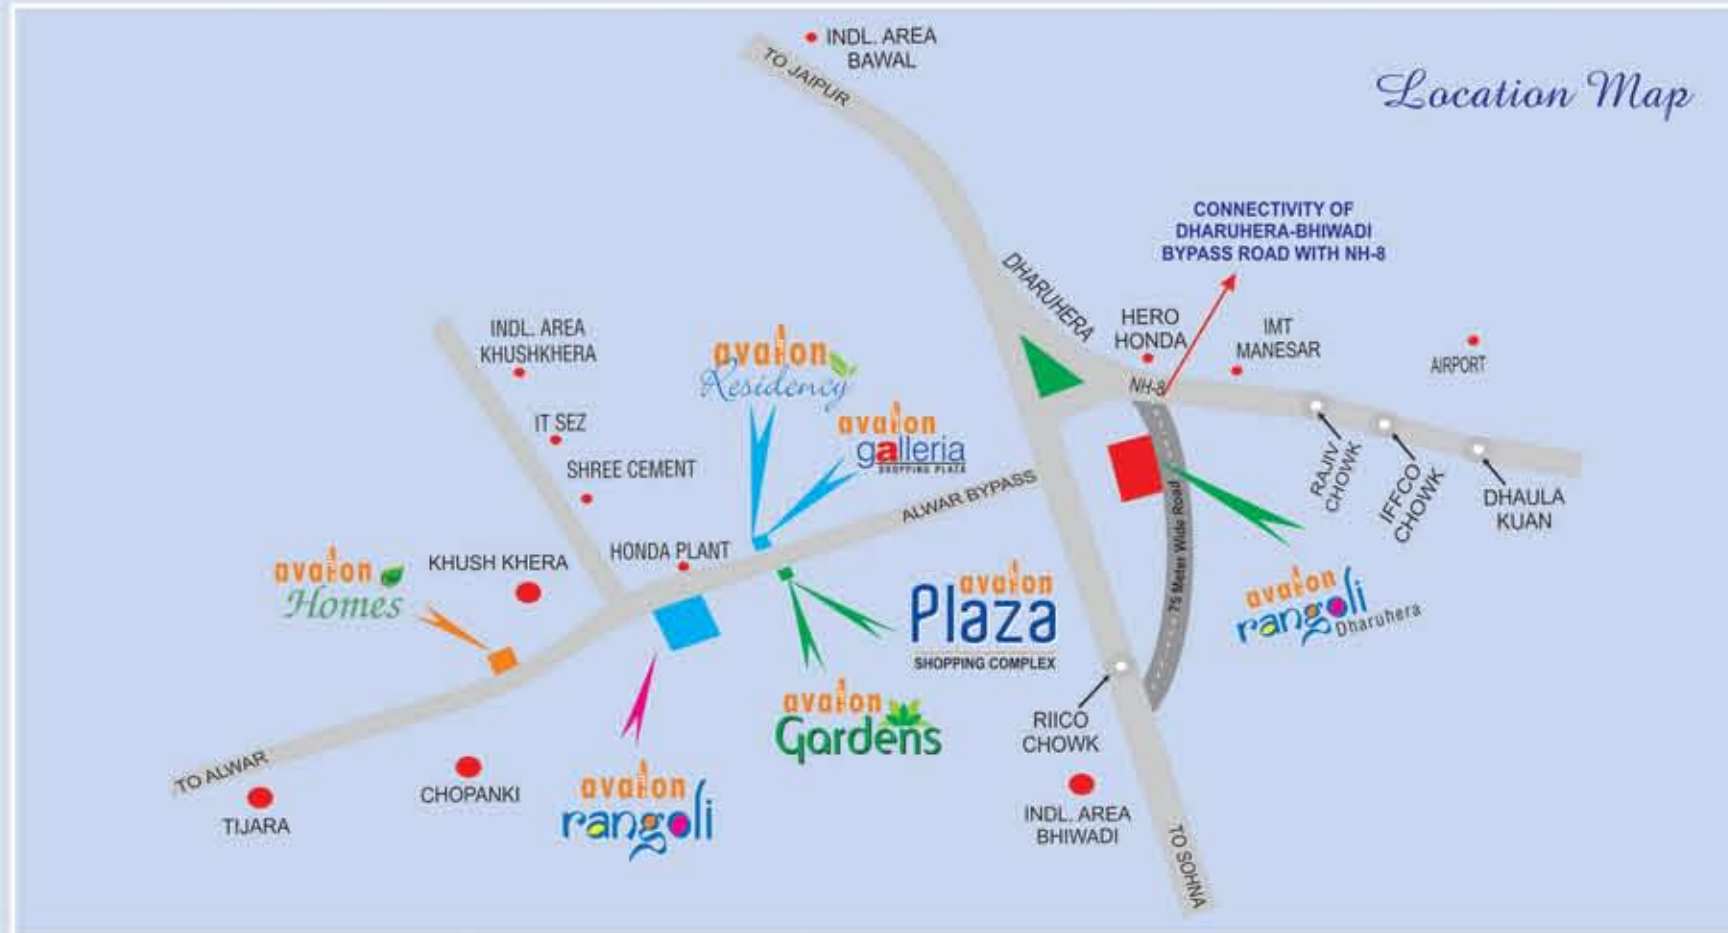 INDL. AREA
BAWAL
TO JAIPUR
Location Map
CONNECTIVITY OF
DHARUHERA-BHIWADI
BYPASS ROAD WITH NH-8
DHARUHERA
HERO
HONDA
IMT
MANESAR
AIRPORT
NH-8
INDL. AREA
KHUSHKHERA
IT SEZ
SHREE CEMENT
avalon
Residency
avalon
galleria
SHOPPING PLAZA
ALWAR BYPASS
RAJIV
CHOWK
IFFCO
CHOWK
DHAULA
KUAN
75 Meter Wide Road
HONDA PLANT
KHUSH KHERA
avalon
Homes
avalon
Plaza
SHOPPING COMPLEX
avalon
rangoli
Dharuhera
avalon
Gardens
RIICO
CHOWK
INDL. AREA
BHIWADI
TO ALWAR
TIJARA
CHOPANKI
avalon
rangoli
TO SOHNA